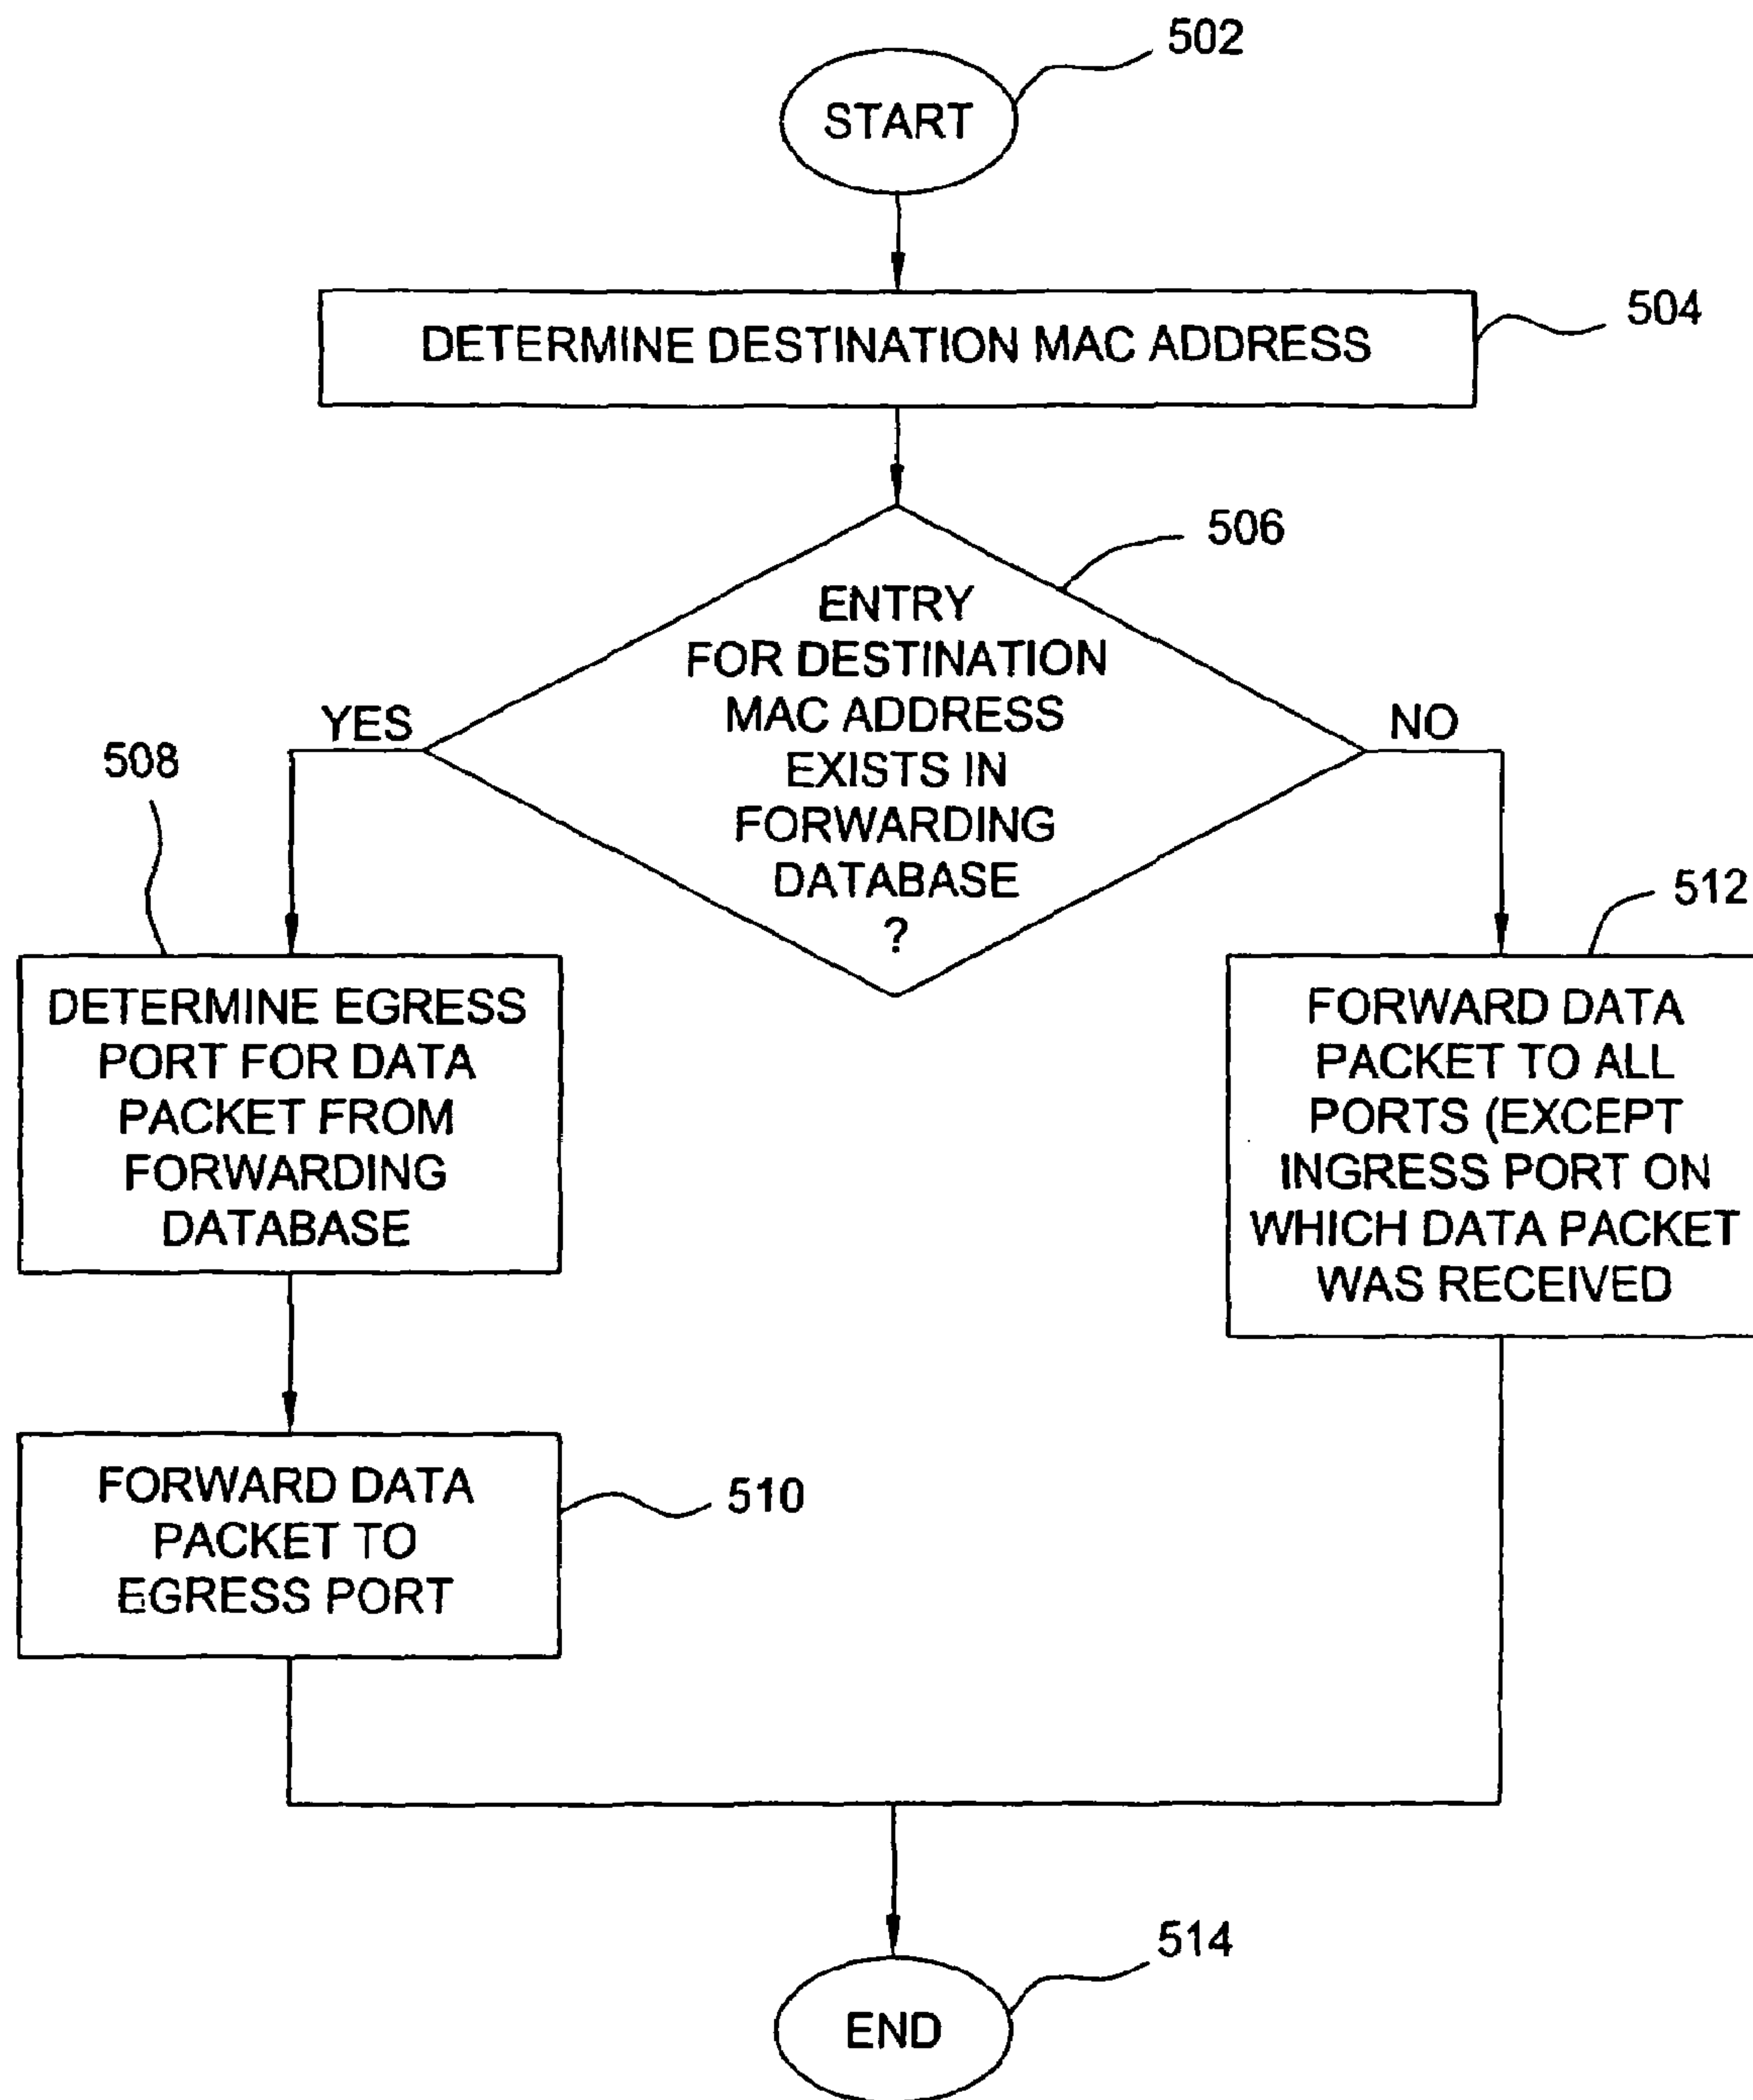 502
START
504
DETERMINE DESTINATION MAC ADDRESS
506
ENTRY
FOR DESTINATION
MAC ADDRESS
EXISTS IN
FORWARDING
DATABASE
?
YES
NO
508
DETERMINE EGRESS
PORT FOR DATA
PACKET FROM
FORWARDING
DATABASE
512
FORWARD DATA
PACKET TO ALL
PORTS (EXCEPT
INGRESS PORT ON
WHICH DATA PACKET
WAS RECEIVED
FORWARD DATA
PACKET TO
EGRESS PORT
510
514
END